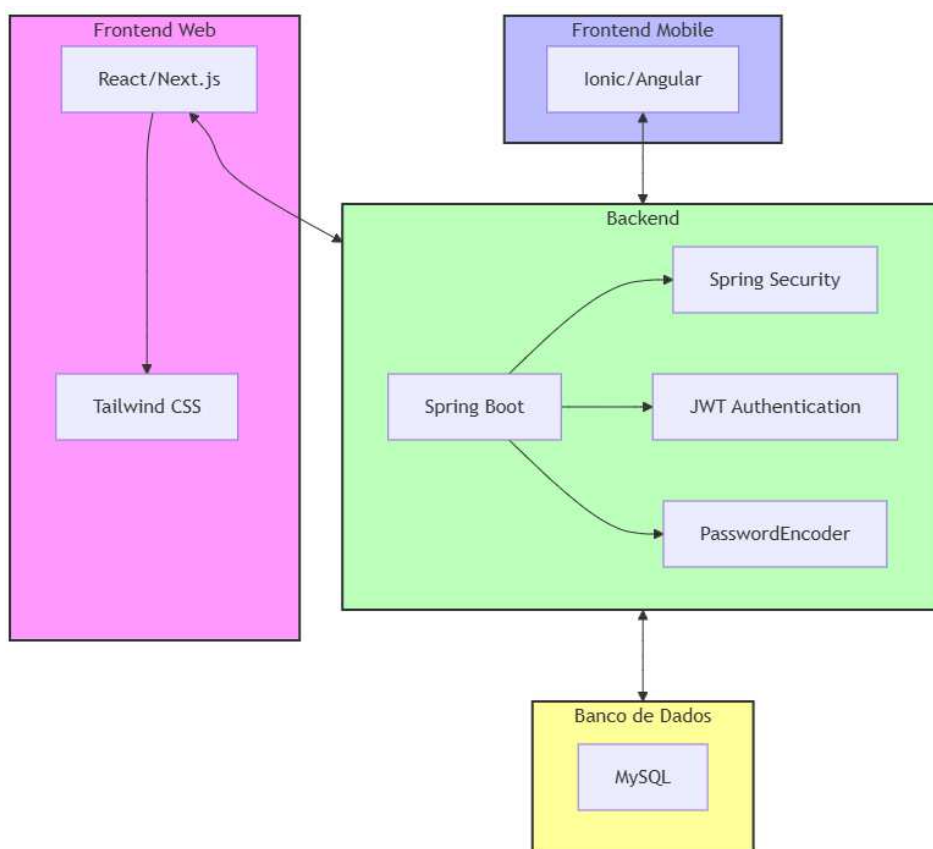 Frontend Web
React/Next.js
Tailwind CSS
Frontend Mobile
Ionic/Angular
Backend
Spring Security
Spring Boot
JWT Authentication
PasswordEncoder
Banco de Dados
MySQL